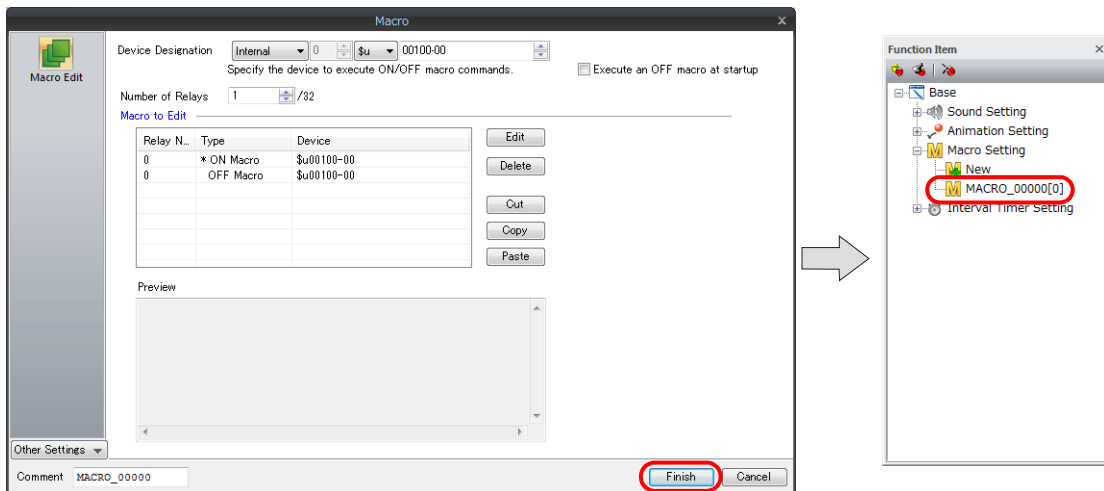 Macro
x
Macro Edit
Device Designation Internal 0 $u 00100-00
Specify the device to execute ON/OFF macro commands.
Execute an OFF macro at startup
Number of Relays 1 /32
Macro to Edit
Relay N... Type Device
0 * ON Macro $u00100-00
0 OFF Macro $u00100-00
Edit
Delete
Cut
Copy
Paste
Preview
Other Settings
Comment MACRO_00000
Finish
Cancel
Function Item
×
Base
Sound Setting
Animation Setting
Macro Setting
New
MACRO_00000[0]
Interval Timer Setting